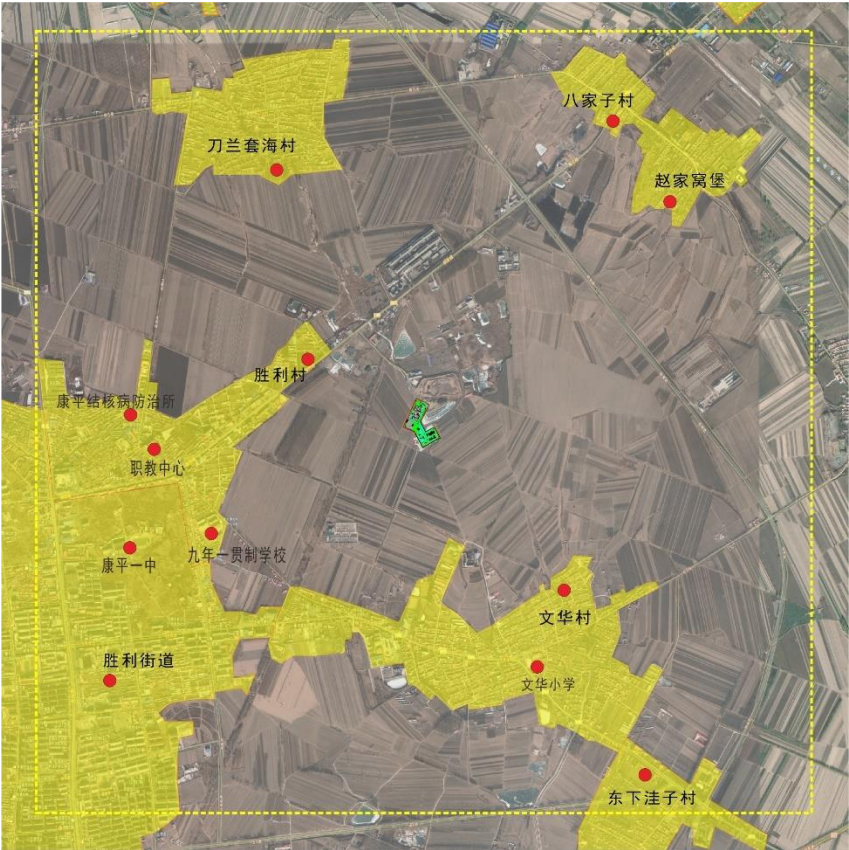 八家子村
刀兰套海村
赵家窝堡
胜利村
康平结核病防治所
职教中心
九年一贯制学校
康平一中
文华村
胜利街道
文华小学
东下洼子村